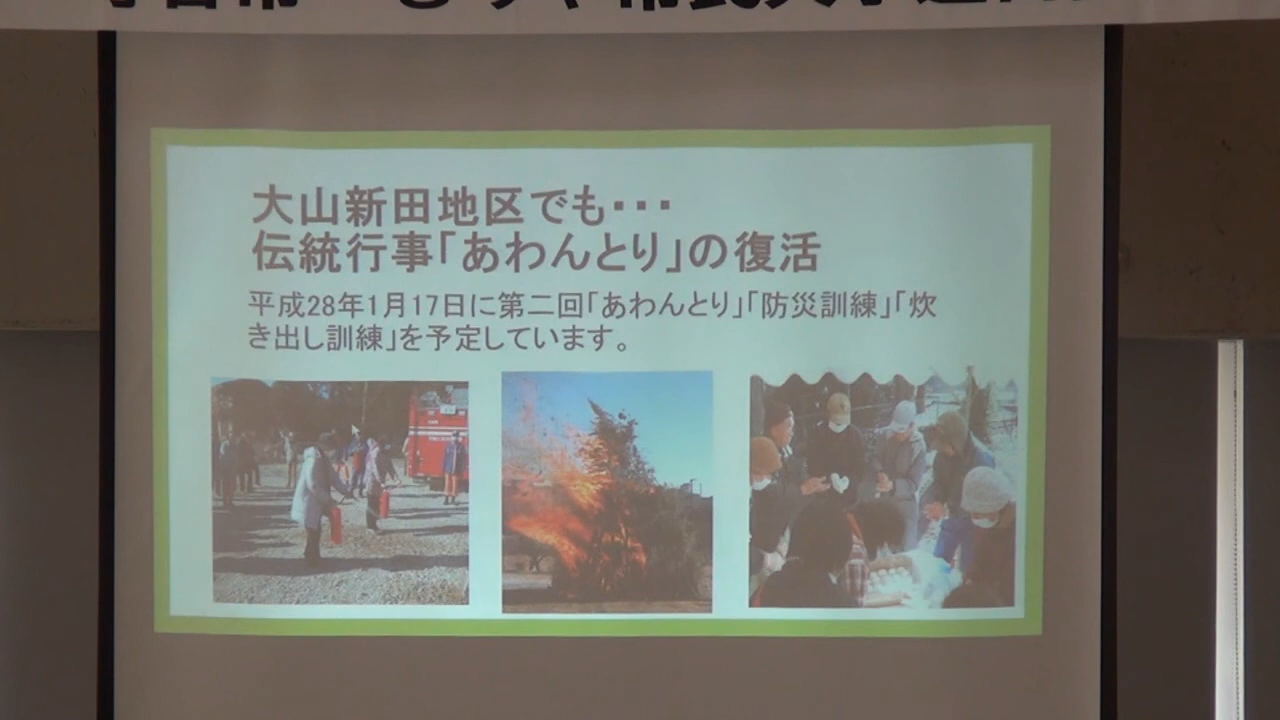 大山新田地区でも・・・
伝統行事「あわんとり」の復活
平成28年1月17日に第二回「あわんとり」「防災訓練」「炊
き出し訓練」を予定しています。